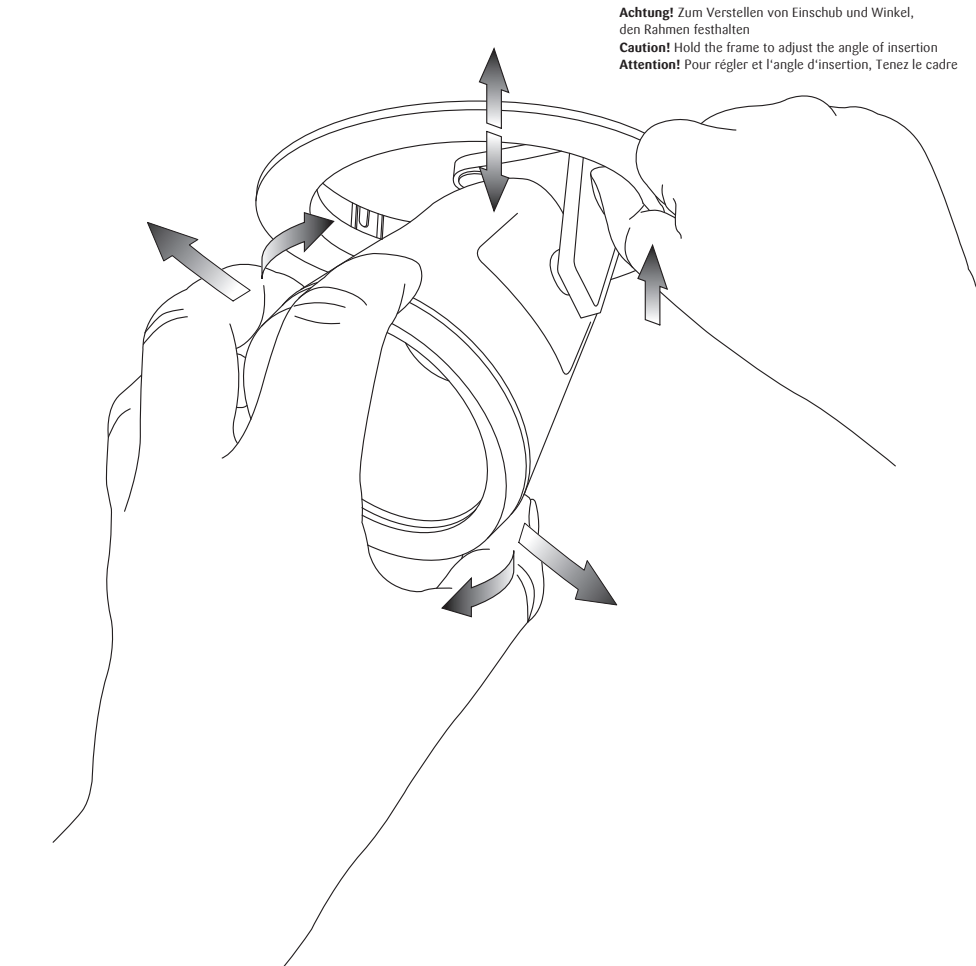 Achtung! Zum Verstellen von Einschub und Winkel,
den Rahmen festhalten
Caution! Hold the frame to adjust the angle of insertion
Attention! Pour régler et l‘angle d‘insertion, Tenez le cadre